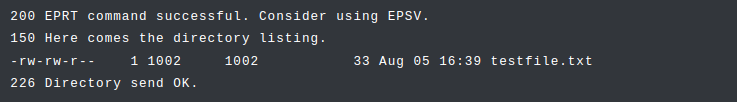 200 EPRT command successful. Consider using EPSV.
150 Here comes the directory listing.
-rw-rw-r--    1 1002     1002           33 Aug 05 16:39 testfile.txt
226 Directory send OK.